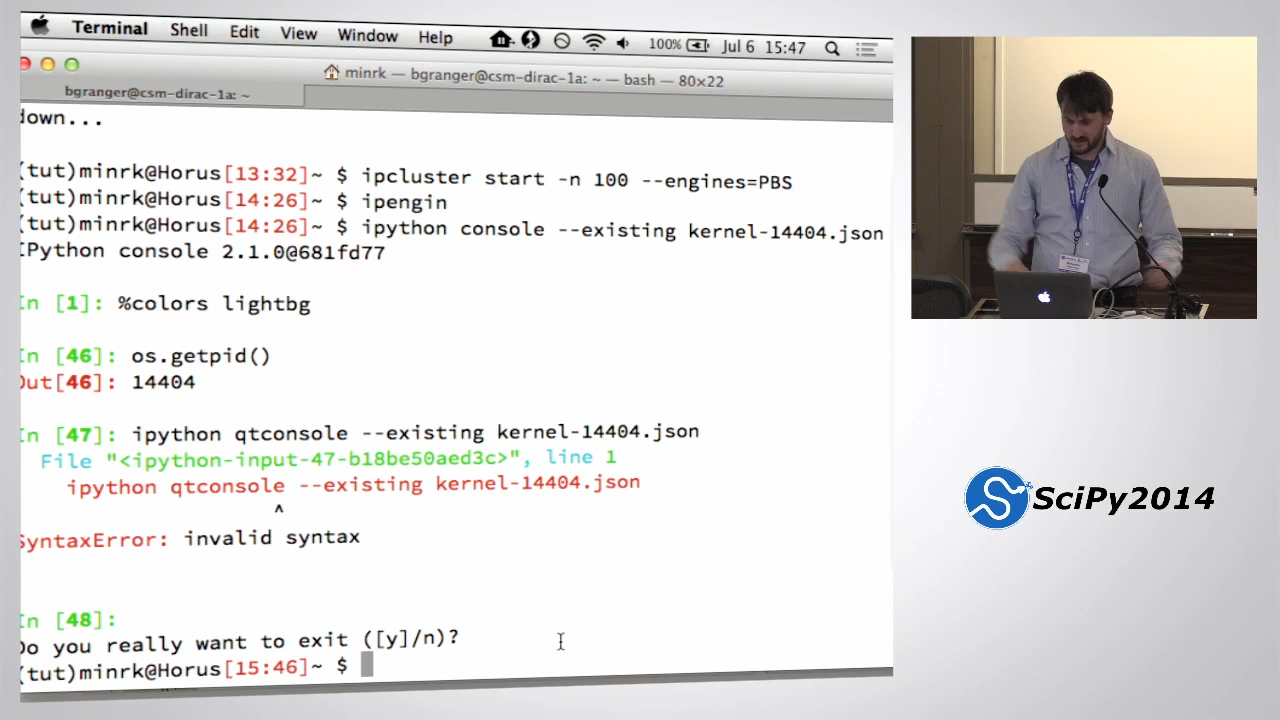 Terminal Shell Edit View Window Help 100% Jul 6 15:47
minrk — bgranger@csm-dirac-1a: ~ — bash — 80×22
bgranger@csm-dirac-1a: ~
down...
(tut)minrk@Horus[13:32]~ $ ipcluster start -n 100 --engines=PBS
(tut)minrk@Horus[14:26]~ $ ipengin
(tut)minrk@Horus[14:26]~ $ ipython console --existing kernel-14404.json
IPython console 2.1.0@681fd77
In [1]: %colors lightbg
In [46]: os.getpid()
Out[46]: 14404
In [47]: ipython qtconsole --existing kernel-14404.json
File "<ipython-input-47-b18be50aed3c>", line 1
ipython qtconsole --existing kernel-14404.json
^
SyntaxError: invalid syntax
In [48]:
Do you really want to exit ([y]/n)?
(tut)minrk@Horus[15:46]~ $
SciPy2014